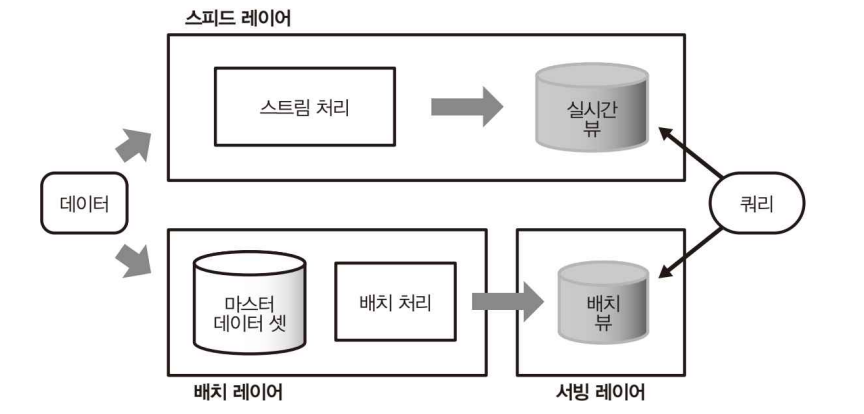 스피드 레이어
스트림 처리
실시간
뷰
데이터
쿼리
마스터
데이터 셋
배치 처리
배치
뷰
배치 레이어
서빙 레이어